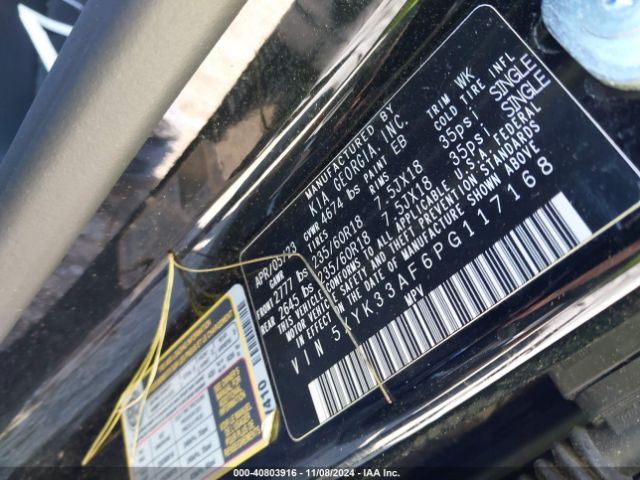 MANUFACTURED BY
KIA GEORGIA, INC.
APR/05/23 GVWR 4674 lbs PAINT EB TRIM WK
GAWR TIRES RIMS COLD TIRE INFL
FRONT 2777 lbs 235/60R18 7.5JX18 35psi SINGLE
REAR 2645 lbs 235/60R18 7.5JX18 35psi SINGLE
THIS VEHICLE CONFORMS TO ALL APPLICABLE U.S.A. FEDERAL
MOTOR VEHICLE SAFETY AND THEFT PREVENTION STANDARDS
IN EFFECT ON THE DATE OF MFG. SHOWN ABOVE
VIN 5XYK33AF6PG117168
MPV
7410
000-40803916 - 11/08/2024 - IAA Inc.